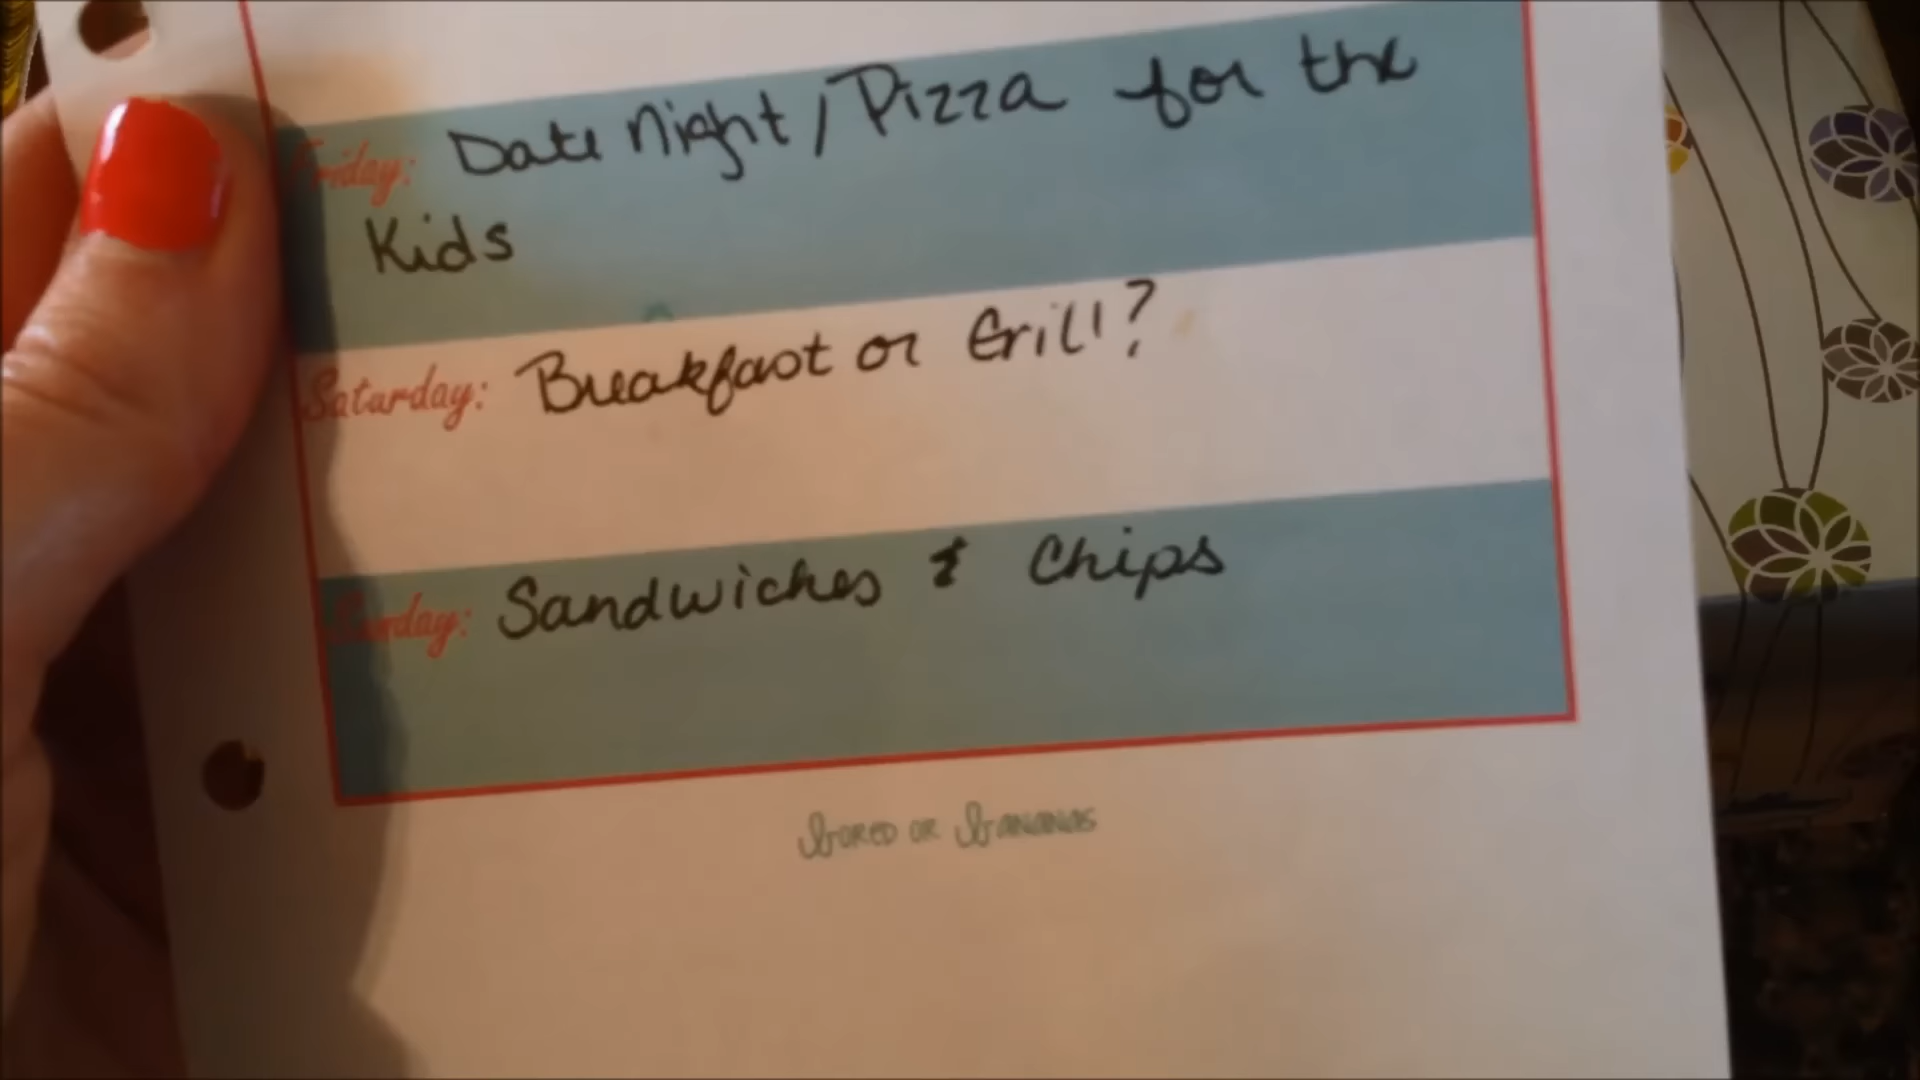 Friday: Date Night / Pizza for the
Kids
Saturday: Breakfast or Grill?
Sunday: Sandwiches & Chips
BORED OR BANANAS